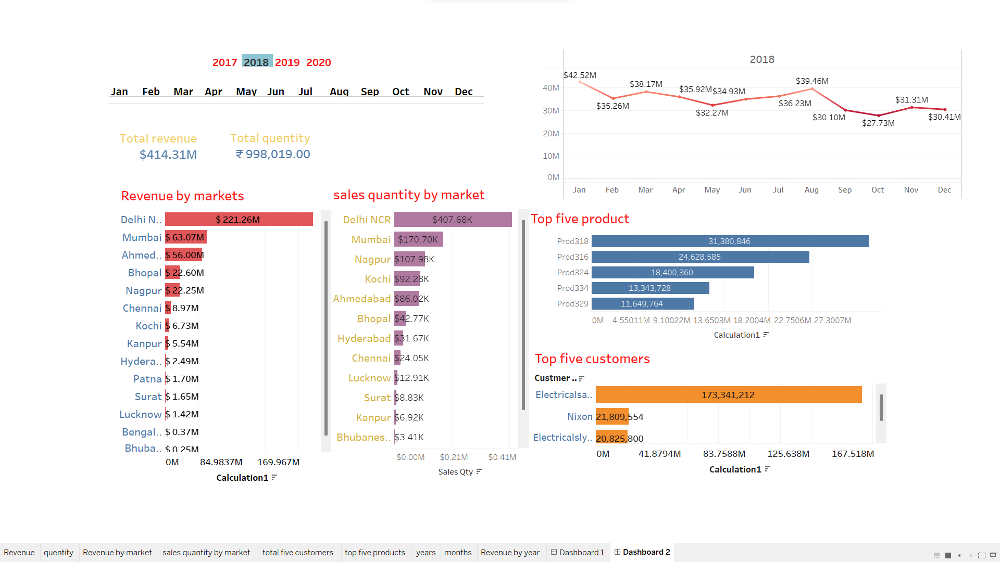 2017 2018 2019 2020
Jan Feb Mar Apr May Jun Jul Aug Sep Oct Nov Dec
Total revenue
$414.31M
Total quentity
₹ 998,019.00
2018
40M
30M
20M
10M
0M
$42.52M
$35.26M
$38.17M
$35.92M
$32.27M
$34.93M
$36.23M
$39.46M
$30.10M
$27.73M
$31.31M
$30.41M
Jan Feb Mar Apr May Jun Jul Aug Sep Oct Nov Dec
Revenue by markets
Delhi N.. $ 221.26M
Mumbai $ 63.07M
Ahmed.. $ 56.00M
Bhopal $ 22.60M
Nagpur $ 22.25M
Chennai $ 8.97M
Kochi $ 6.73M
Kanpur $ 5.54M
Hydera.. $ 2.49M
Patna $ 1.70M
Surat $ 1.65M
Lucknow $ 1.42M
Bengal.. $ 0.37M
Bhuba.. $ 0.25M
0M 84.9837M 169.967M
Calculation1
sales quantity by market
Delhi NCR $407.68K
Mumbai $170.70K
Nagpur $107.98K
Kochi $92.28K
Ahmedabad $86.02K
Bhopal $42.77K
Hyderabad $31.67K
Chennai $24.05K
Lucknow $12.91K
Surat $8.83K
Kanpur $6.92K
Bhubanes.. $3.41K
$0.00M $0.21M $0.41M
Sales Qty
Top five product
Prod318 31,380,846
Prod316 24,628,585
Prod324 18,400,360
Prod334 13,343,728
Prod329 11,649,764
0M 4.55011M 9.10022M 13.6503M 18.2004M 22.7506M 27.3007M
Calculation1
Top five customers
Custmer ..
Electricalsa.. 173,341,212
Nixon 21,809,554
Electricalsly.. 20,825,800
0M 41.8794M 83.7588M 125.638M 167.518M
Calculation1
Revenue quentity Revenue by market sales quantity by market total five customers top five products years months Revenue by year Dashboard 1 Dashboard 2